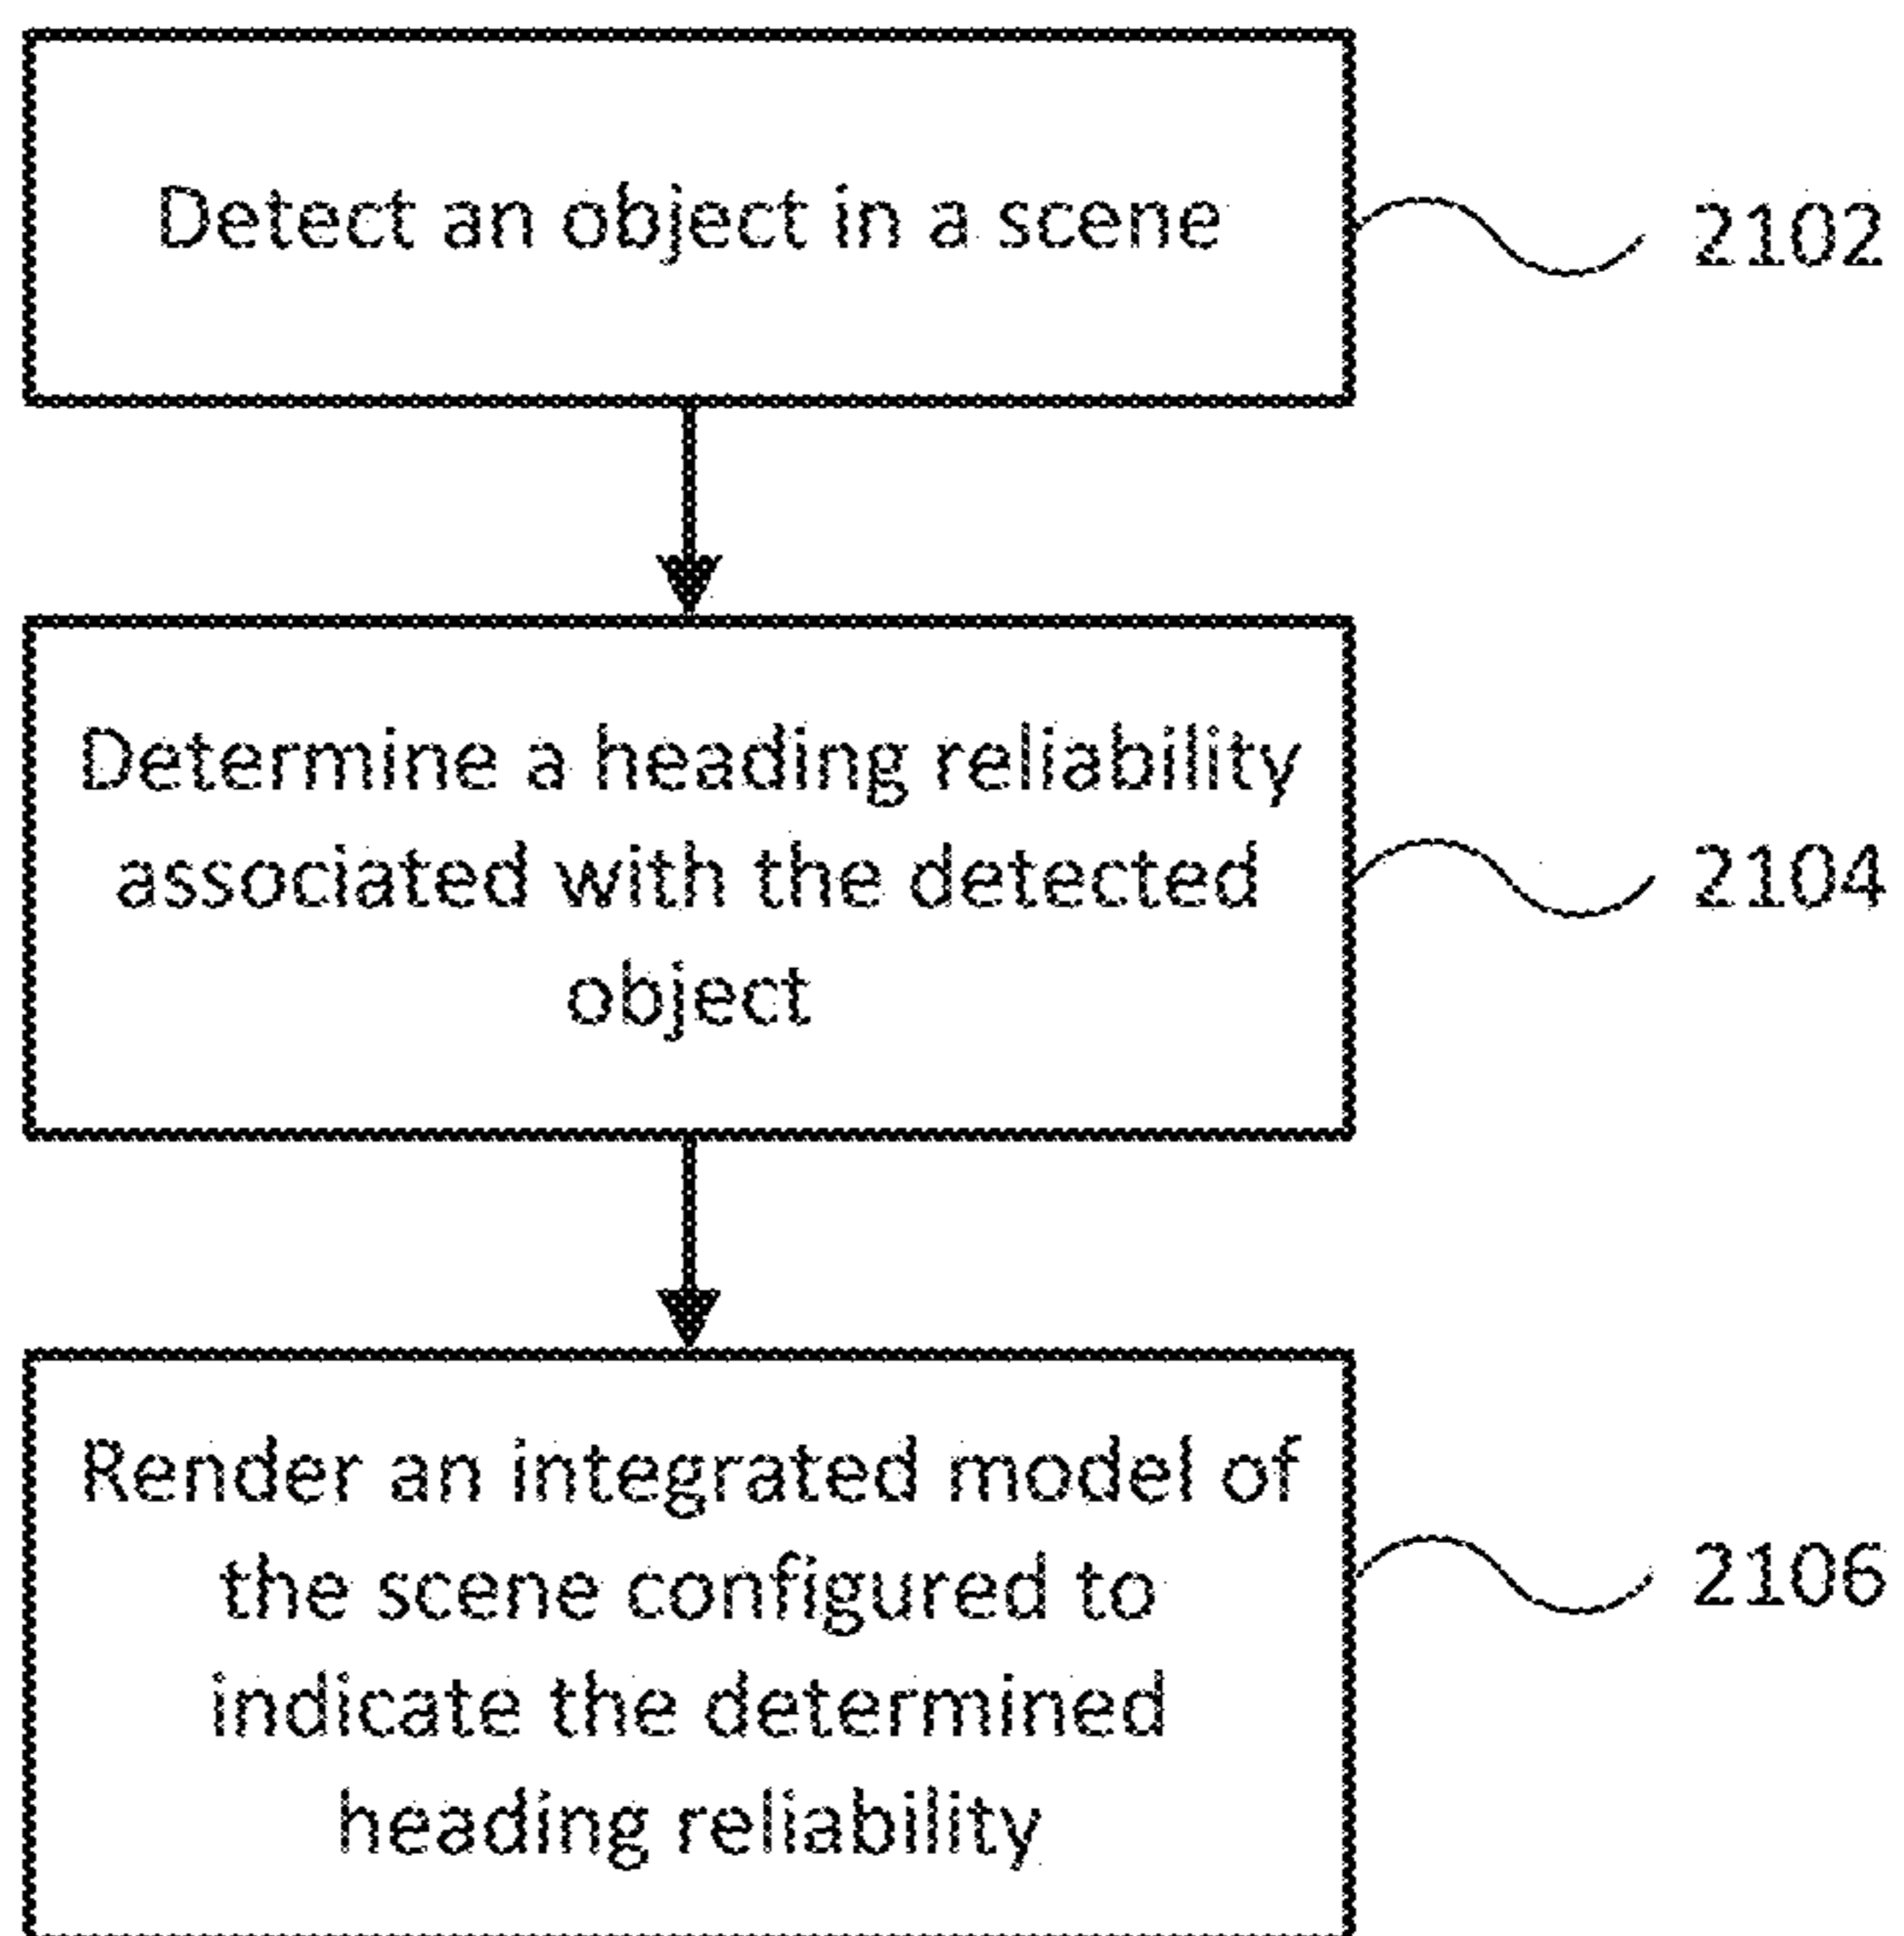 Detect an object in a scene
2102
Determine a heading reliability
associated with the detected
object
2104
Render an integrated model of
the scene configured to
indicate the determined
heading reliability
2106